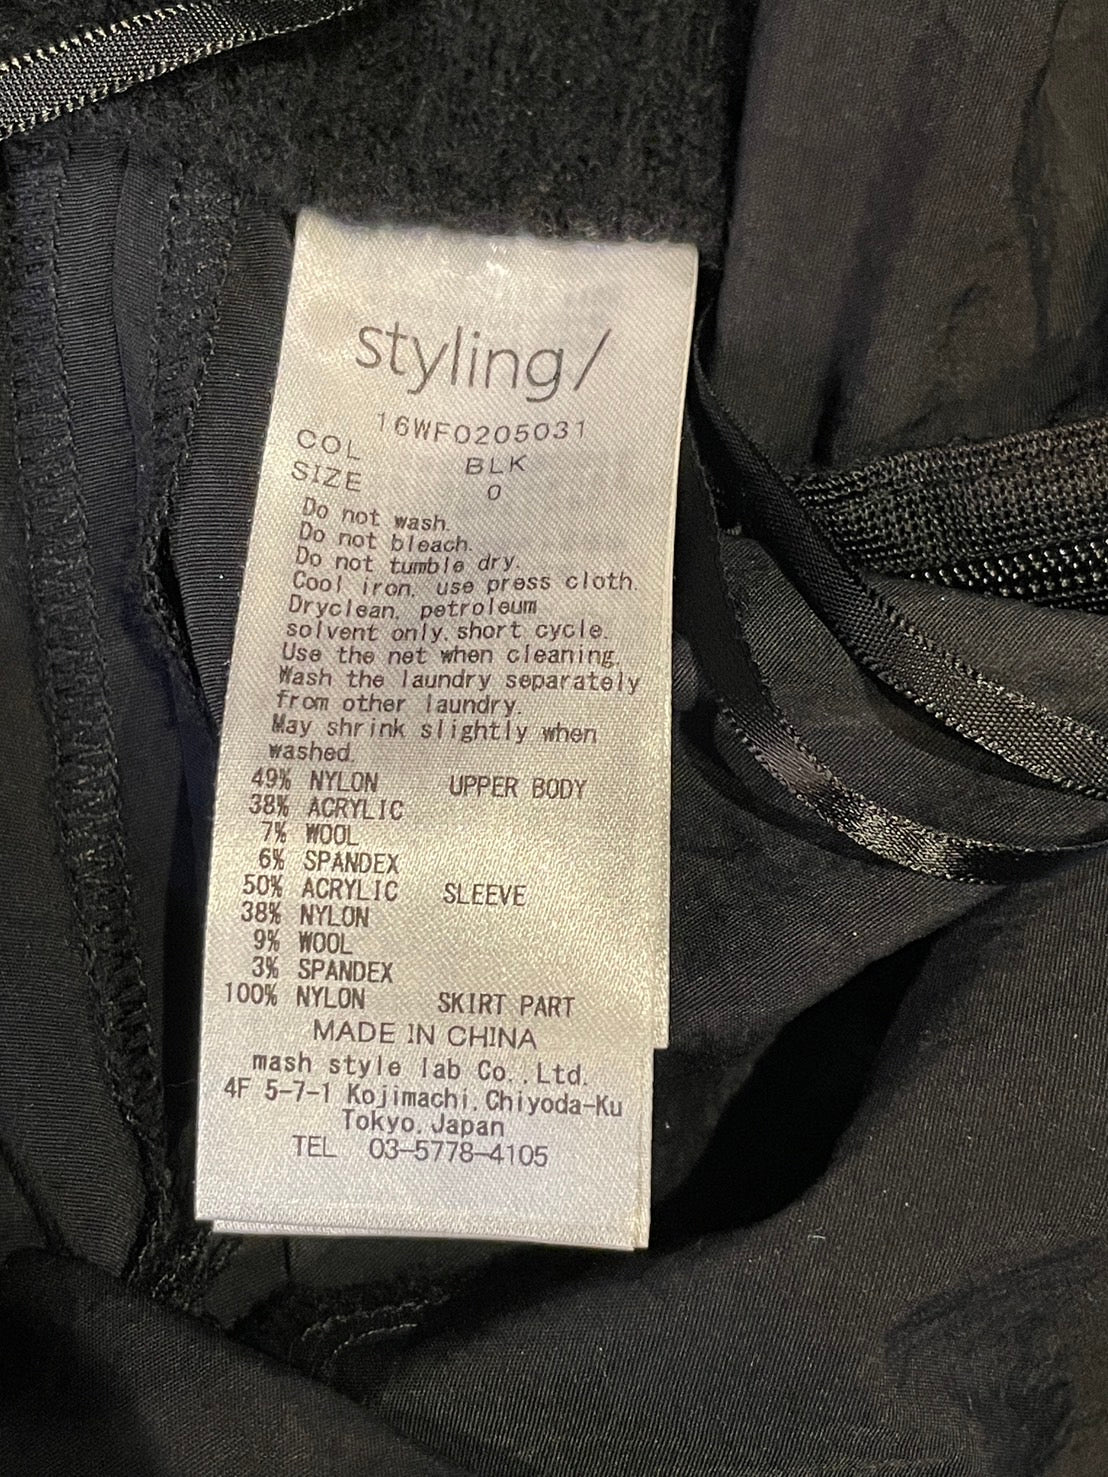 styling/
16WF0205031
COL BLK
SIZE 0
Do not wash.
Do not bleach.
Do not tumble dry.
Cool iron, use press cloth.
Dryclean, petroleum
solvent only, short cycle.
Use the net when cleaning.
Wash the laundry separately
from other laundry.
May shrink slightly when
washed.
49% NYLON UPPER BODY
38% ACRYLIC
7% WOOL
6% SPANDEX
50% ACRYLIC SLEEVE
38% NYLON
9% WOOL
3% SPANDEX
100% NYLON SKIRT PART
MADE IN CHINA
mash style lab Co.,Ltd.
4F 5-7-1 Kojimachi,Chiyoda-Ku
Tokyo,Japan
TEL 03-5778-4105